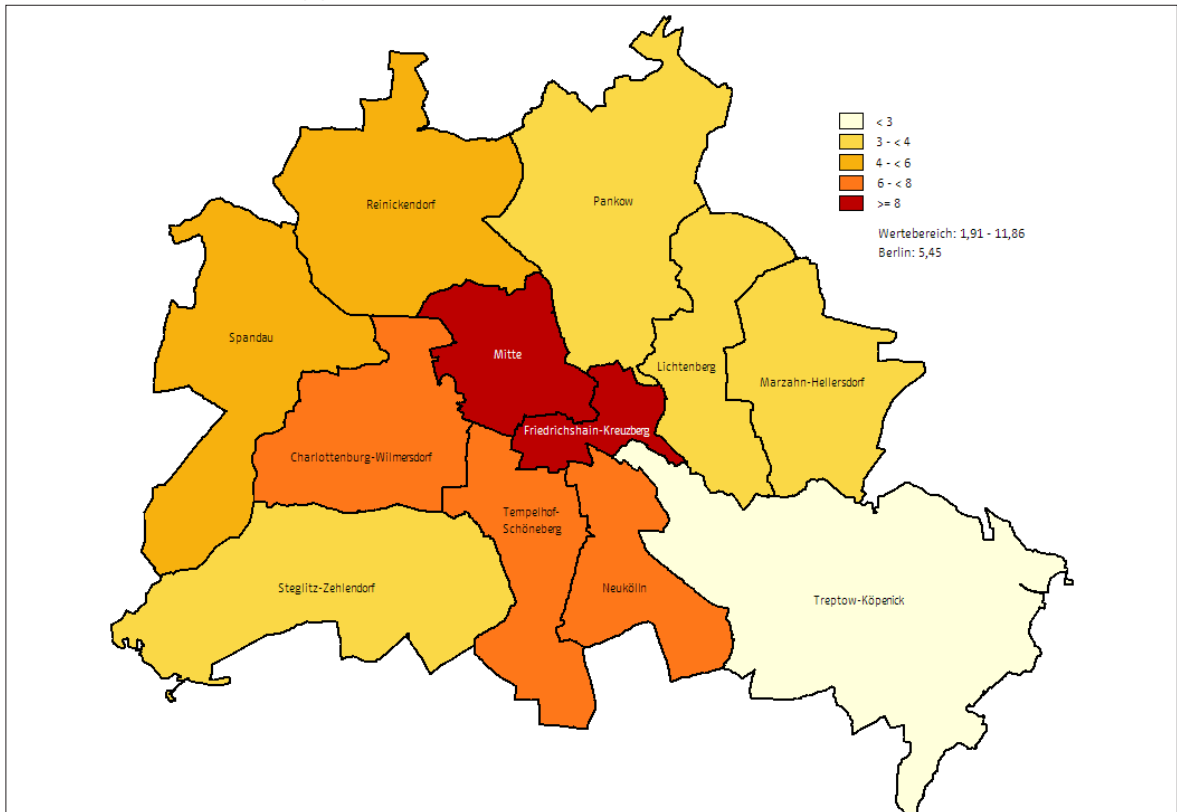 < 3
3 - < 4
4 - < 6
6 - < 8
>= 8
Wertebereich: 1,91 - 11,86
Berlin: 5,45
Reinickendorf
Pankow
Spandau
Mitte
Lichtenberg
Marzahn-Hellersdorf
Friedrichshain-Kreuzberg
Charlottenburg-Wilmersdorf
Tempelhof-
Schöneberg
Steglitz-Zehlendorf
Neukölln
Treptow-Köpenick